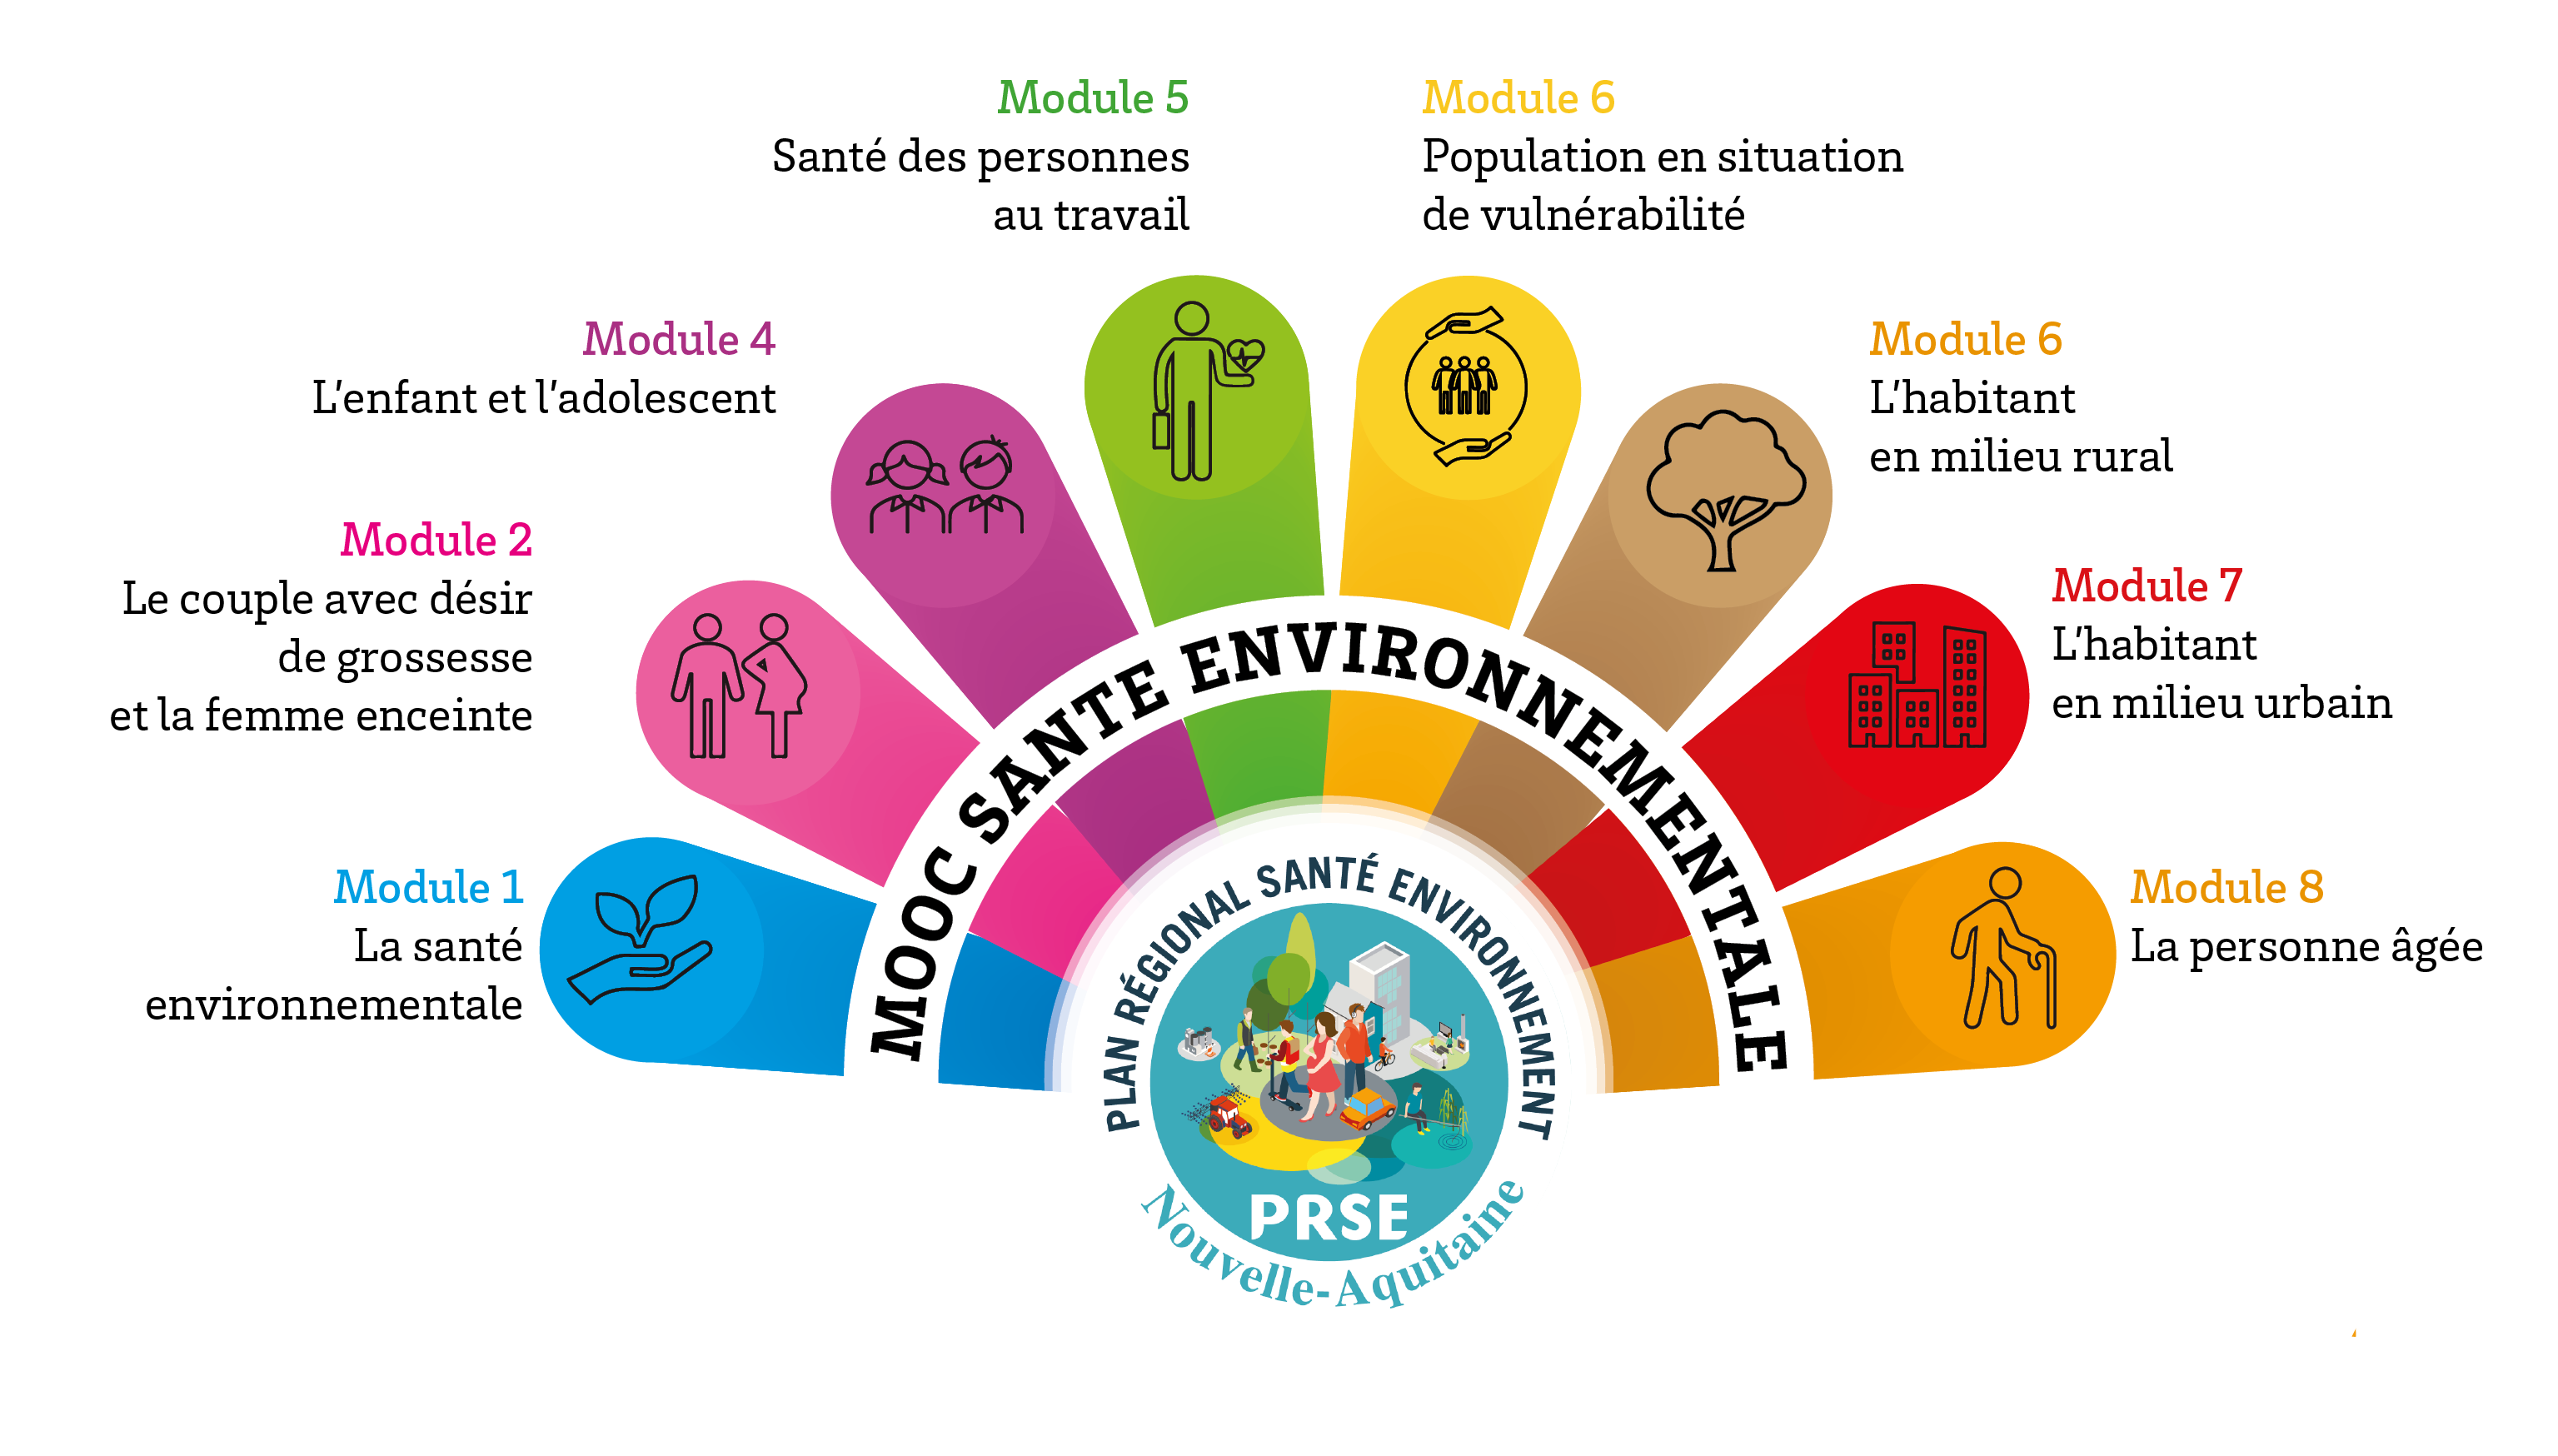 Module 5
Santé des personnes
au travail
Module 6
Population en situation
de vulnérabilité
Module 4
L'enfant et l'adolescent
Module 6
L'habitant
en milieu rural
Module 2
Le couple avec désir
de grossesse
et la femme enceinte
Module 7
L'habitant
en milieu urbain
Module 1
La santé
environnementale
Module 8
La personne âgée
MOOC SANTE ENVIRONNEMENTALE
PLAN RÉGIONAL SANTÉ ENVIRONNEMENT
PRSE
Nouvelle-Aquitaine